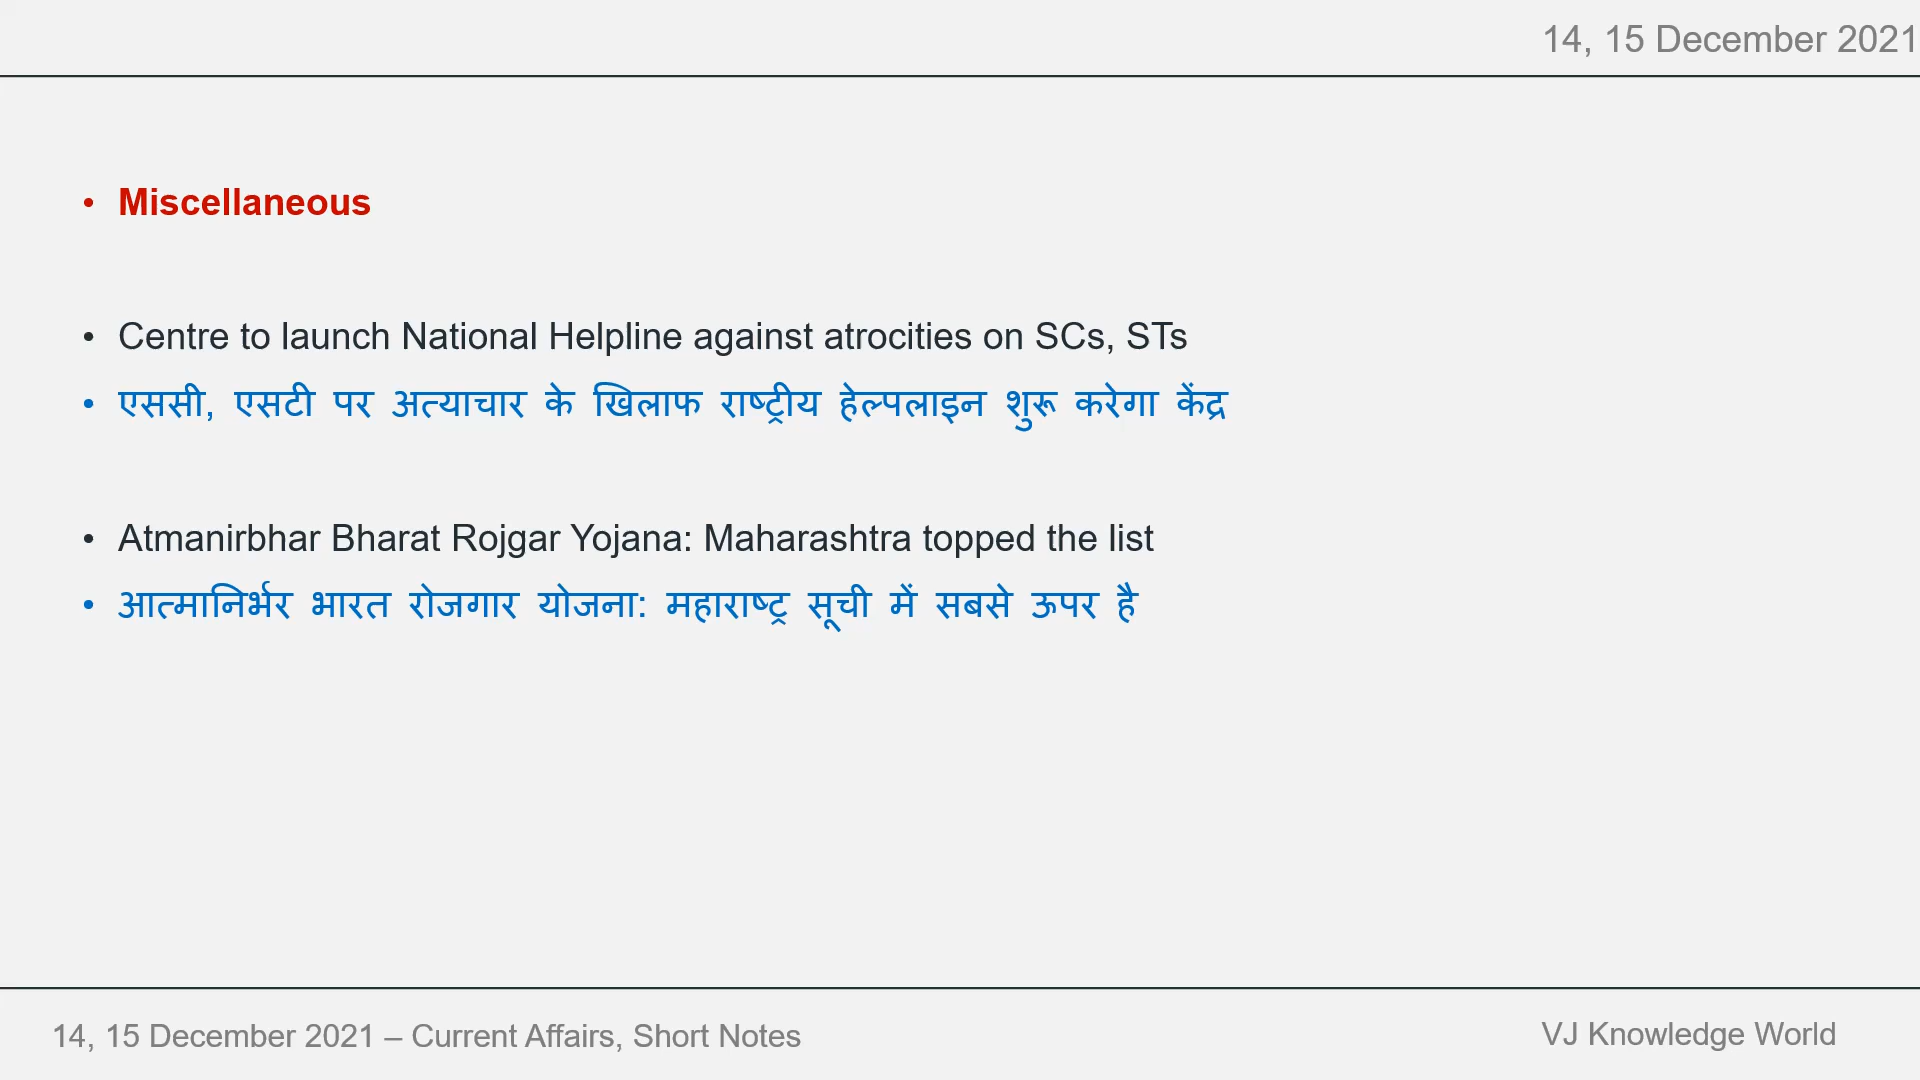 14, 15 December 2021
• Miscellaneous
• Centre to launch National Helpline against atrocities on SCs, STs
• एससी, एसटी पर अत्याचार के खिलाफ राष्ट्रीय हेल्पलाइन शुरू करेगा केंद्र
• Atmanirbhar Bharat Rojgar Yojana: Maharashtra topped the list
• आत्मानिर्भर भारत रोजगार योजना: महाराष्ट्र सूची में सबसे ऊपर है
14, 15 December 2021 – Current Affairs, Short Notes
VJ Knowledge World